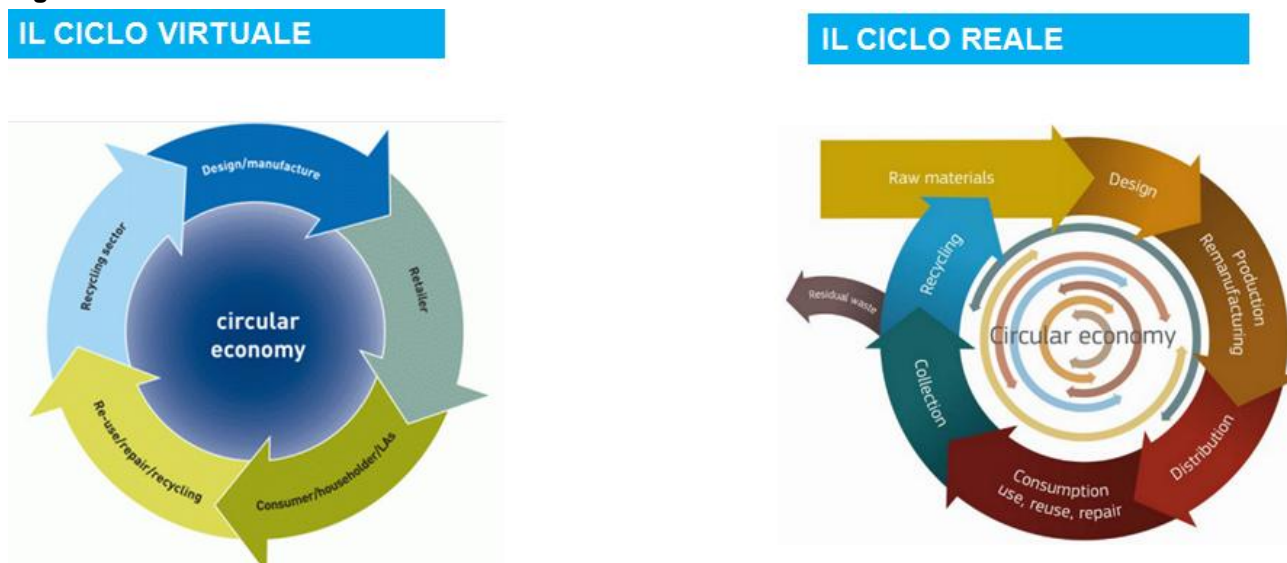 IL CICLO VIRTUALE
IL CICLO REALE
Design/manufacture
Retailer
Consumer/householder/LAs
Re-use/repair/recycling
Recycling sector
circular
economy
Raw materials
Design
Production
Remanufacturing
Distribution
Consumption
use, reuse, repair
Collection
Recycling
Residual waste
Circular economy